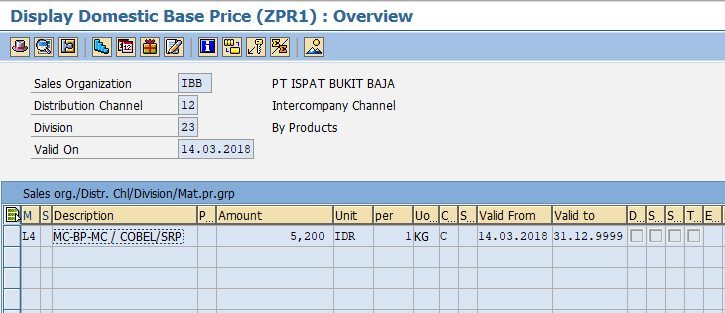 Display Domestic Base Price (ZPR1) : Overview
Sales Organization IBB PT ISPAT BUKIT BAJA
Distribution Channel 12 Intercompany Channel
Division 23 By Products
Valid On 14.03.2018
Sales org./Distr. Chl/Division/Mat.pr.grp
M S Description P... Amount Unit per Uo... C... S... Valid From Valid to D... S... S... T... E...
L4 MC-BP-MC / COBEL/SRP 5,200 IDR 1 KG C 14.03.2018 31.12.9999